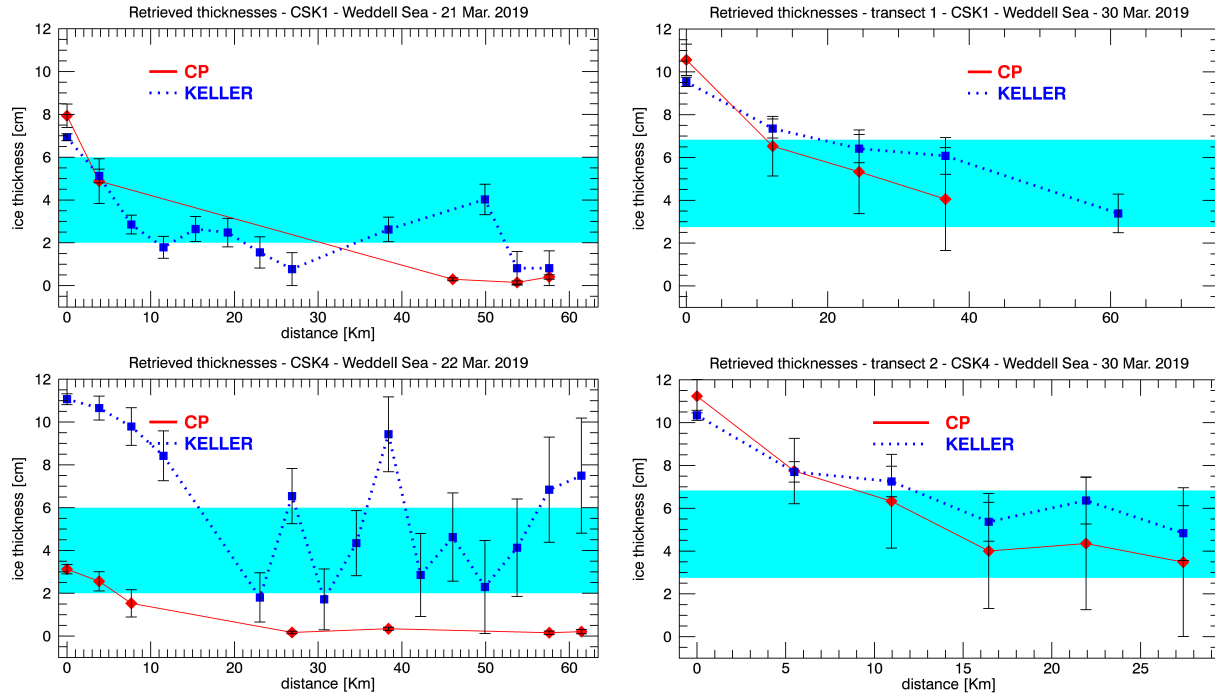 Retrieved thicknesses - CSK1 - Weddell Sea - 21 Mar. 2019
12
10
8
6
4
2
0
ice thickness [cm]
CP
KELLER
0 10 20 30 40 50 60
distance [Km]
Retrieved thicknesses - transect 1 - CSK1 - Weddell Sea - 30 Mar. 2019
12
10
8
6
4
2
0
ice thickness [cm]
CP
KELLER
0 20 40 60
distance [Km]
Retrieved thicknesses - CSK4 - Weddell Sea - 22 Mar. 2019
12
10
8
6
4
2
0
ice thickness [cm]
CP
KELLER
0 10 20 30 40 50 60
distance [Km]
Retrieved thicknesses - transect 2 - CSK4 - Weddell Sea - 30 Mar. 2019
12
10
8
6
4
2
0
ice thickness [cm]
CP
KELLER
0 5 10 15 20 25
distance [Km]